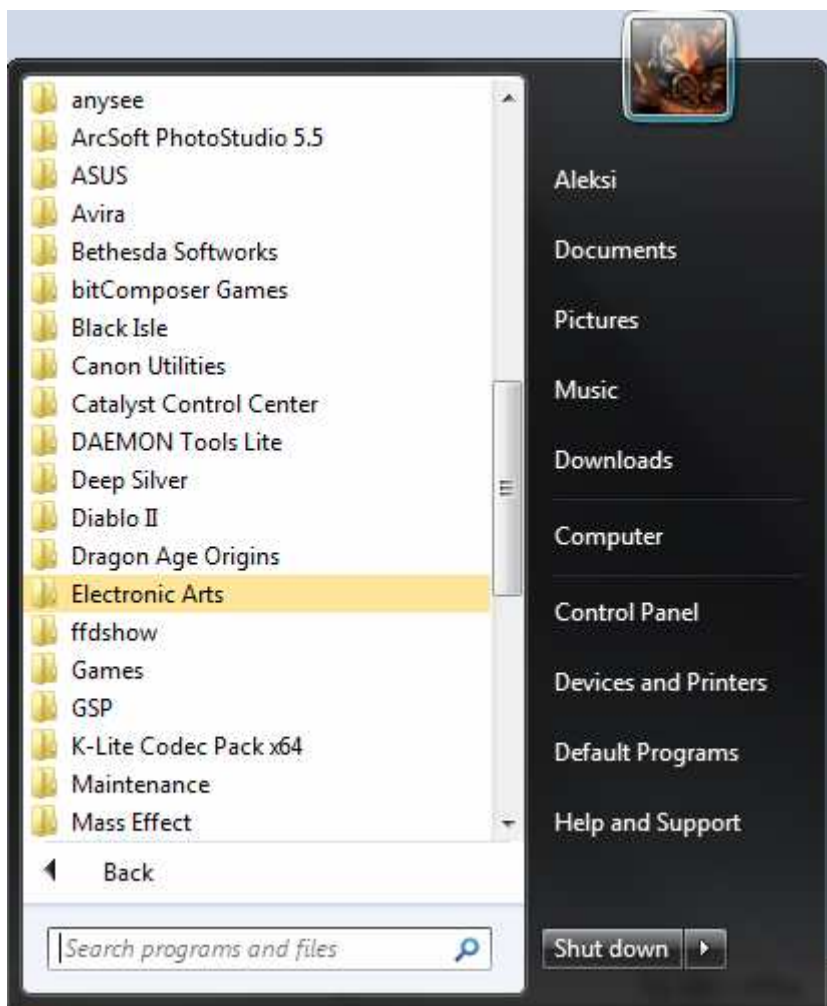 anysee
ArcSoft PhotoStudio 5.5
ASUS
Avira
Bethesda Softworks
bitComposer Games
Black Isle
Canon Utilities
Catalyst Control Center
DAEMON Tools Lite
Deep Silver
Diablo II
Dragon Age Origins
Electronic Arts
ffdshow
Games
GSP
K-Lite Codec Pack x64
Maintenance
Mass Effect
Back
Search programs and files
Aleksi
Documents
Pictures
Music
Downloads
Computer
Control Panel
Devices and Printers
Default Programs
Help and Support
Shut down